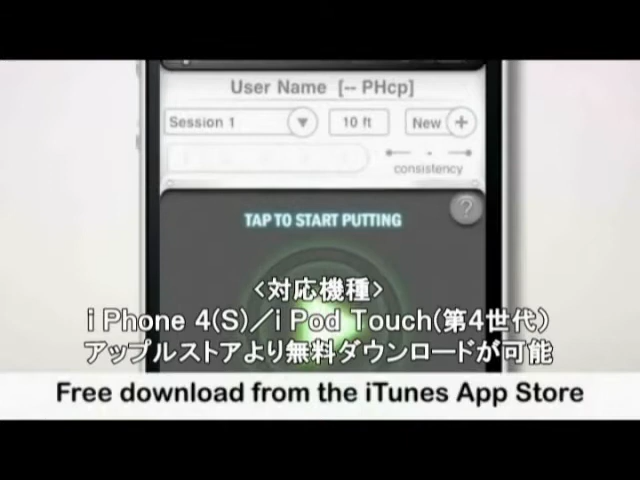 User Name [-- PHcp]
Session 1
10 ft
New +
consistency
?
TAP TO START PUTTING
<対応機種>
i Phone 4(S)／i Pod Touch(第4世代)
アップルストアより無料ダウンロードが可能
Free download from the iTunes App Store